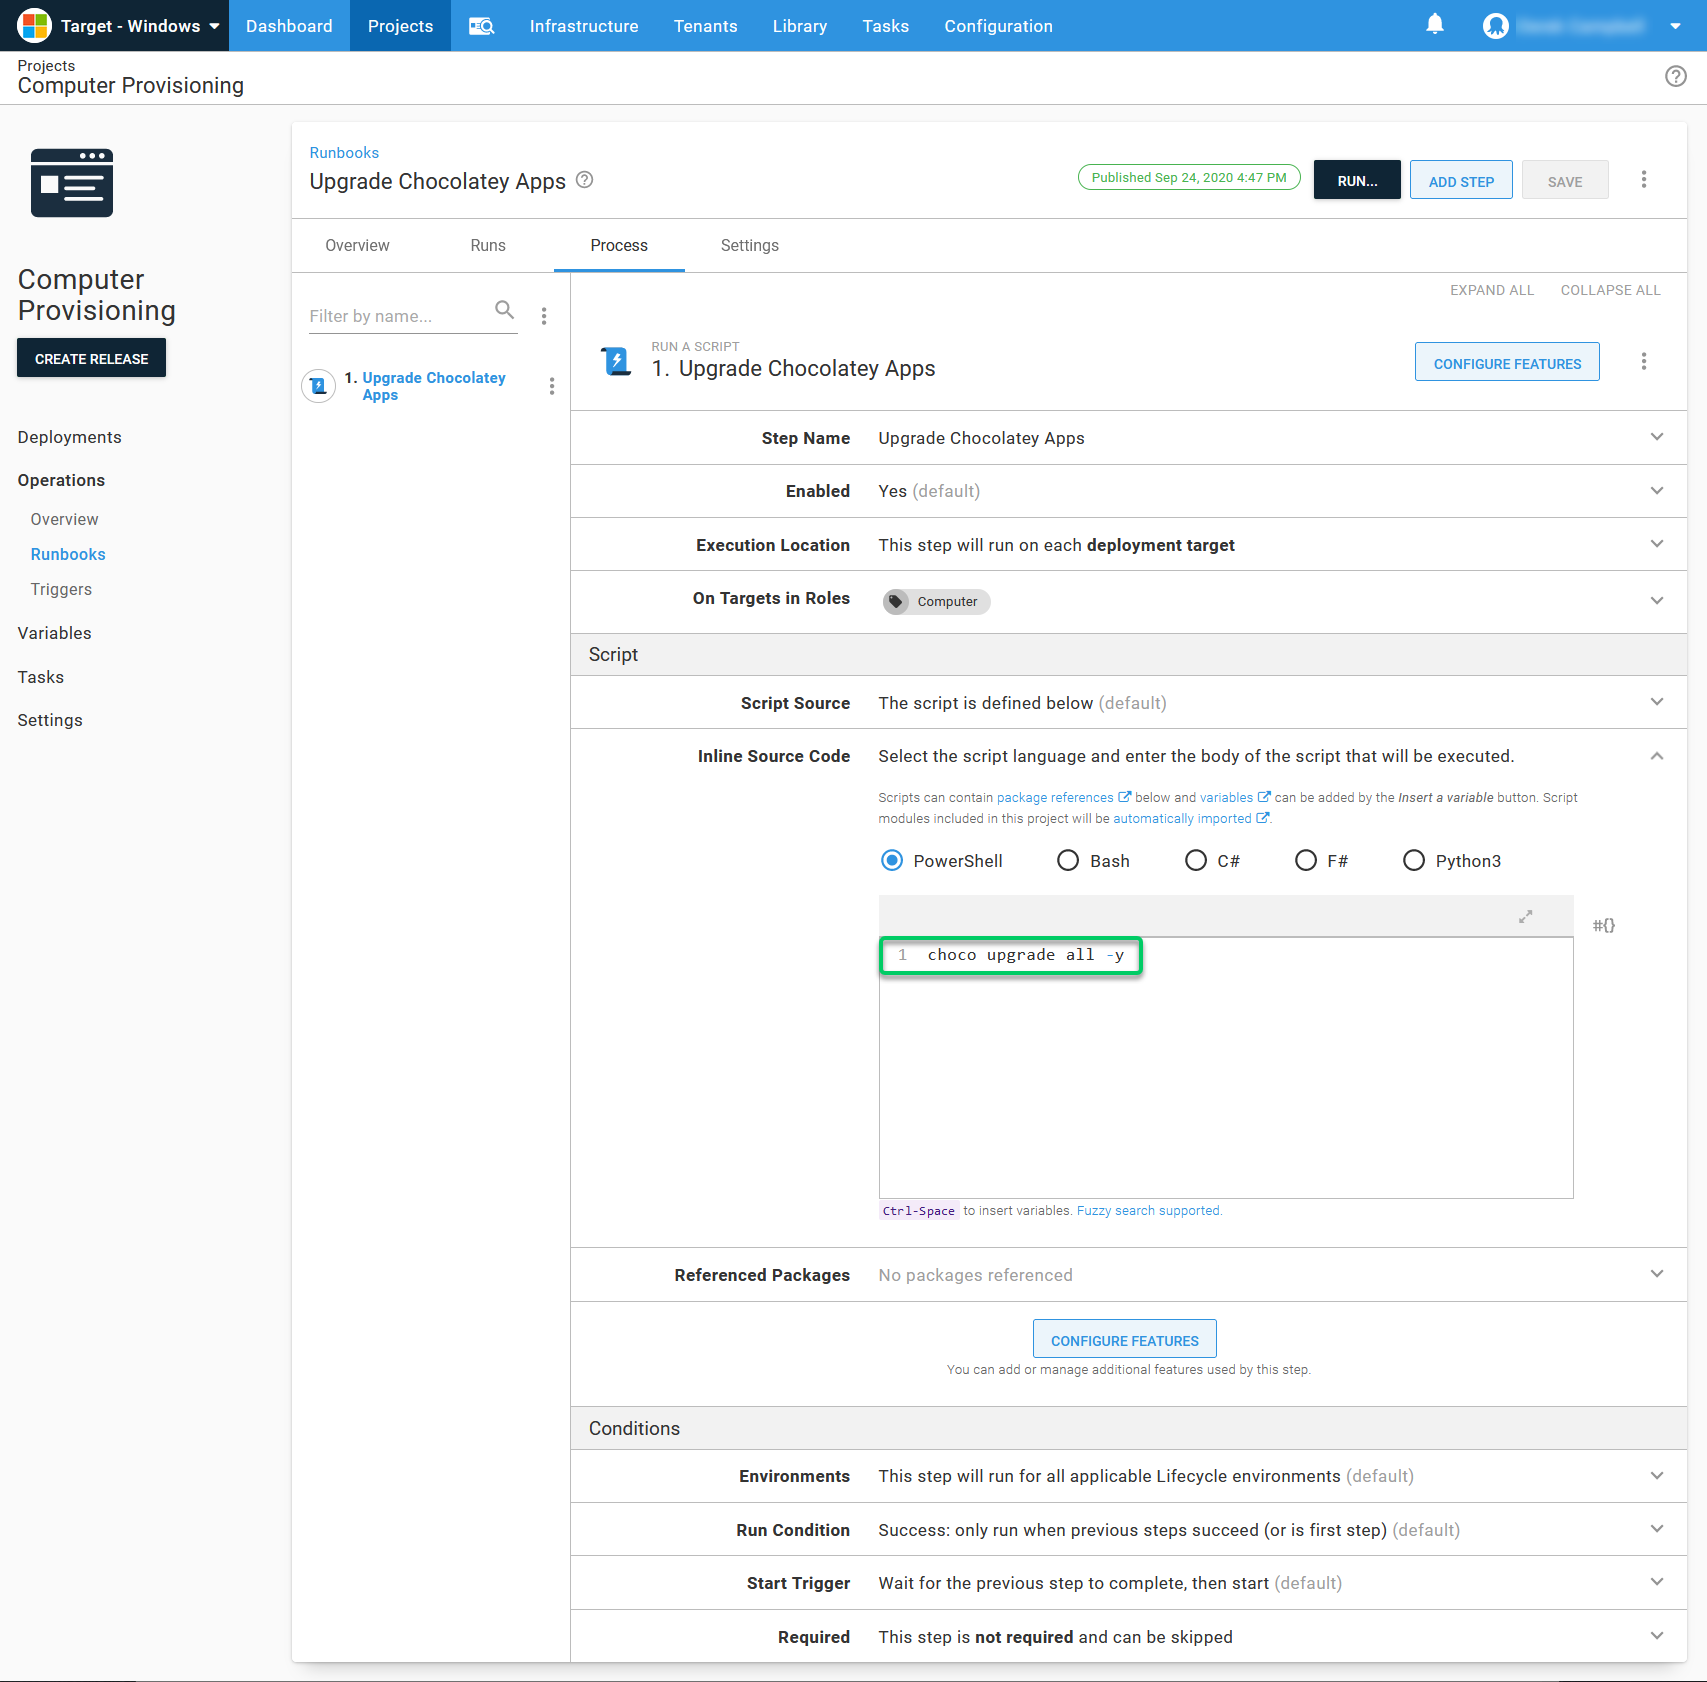 Target - Windows
Dashboard
Projects
Infrastructure
Tenants
Library
Tasks
Configuration
Projects
Computer Provisioning
Computer
Provisioning
CREATE RELEASE
Deployments
Operations
Overview
Runbooks
Triggers
Variables
Tasks
Settings
Runbooks
Upgrade Chocolatey Apps
Published Sep 24, 2020 4:47 PM
RUN...
ADD STEP
SAVE
Overview
Runs
Process
Settings
Filter by name...
1. Upgrade Chocolatey
Apps
EXPAND ALL
COLLAPSE ALL
RUN A SCRIPT
1. Upgrade Chocolatey Apps
CONFIGURE FEATURES
Step Name Upgrade Chocolatey Apps
Enabled Yes (default)
Execution Location This step will run on each deployment target
On Targets in Roles Computer
Script
Script Source The script is defined below (default)
Inline Source Code Select the script language and enter the body of the script that will be executed.
Scripts can contain package references below and variables can be added by the Insert a variable button. Script
modules included in this project will be automatically imported .
PowerShell Bash C# F# Python3
#{}
1 choco upgrade all -y
Ctrl-Space to insert variables. Fuzzy search supported.
Referenced Packages No packages referenced
CONFIGURE FEATURES
You can add or manage additional features used by this step.
Conditions
Environments This step will run for all applicable Lifecycle environments (default)
Run Condition Success: only run when previous steps succeed (or is first step) (default)
Start Trigger Wait for the previous step to complete, then start (default)
Required This step is not required and can be skipped